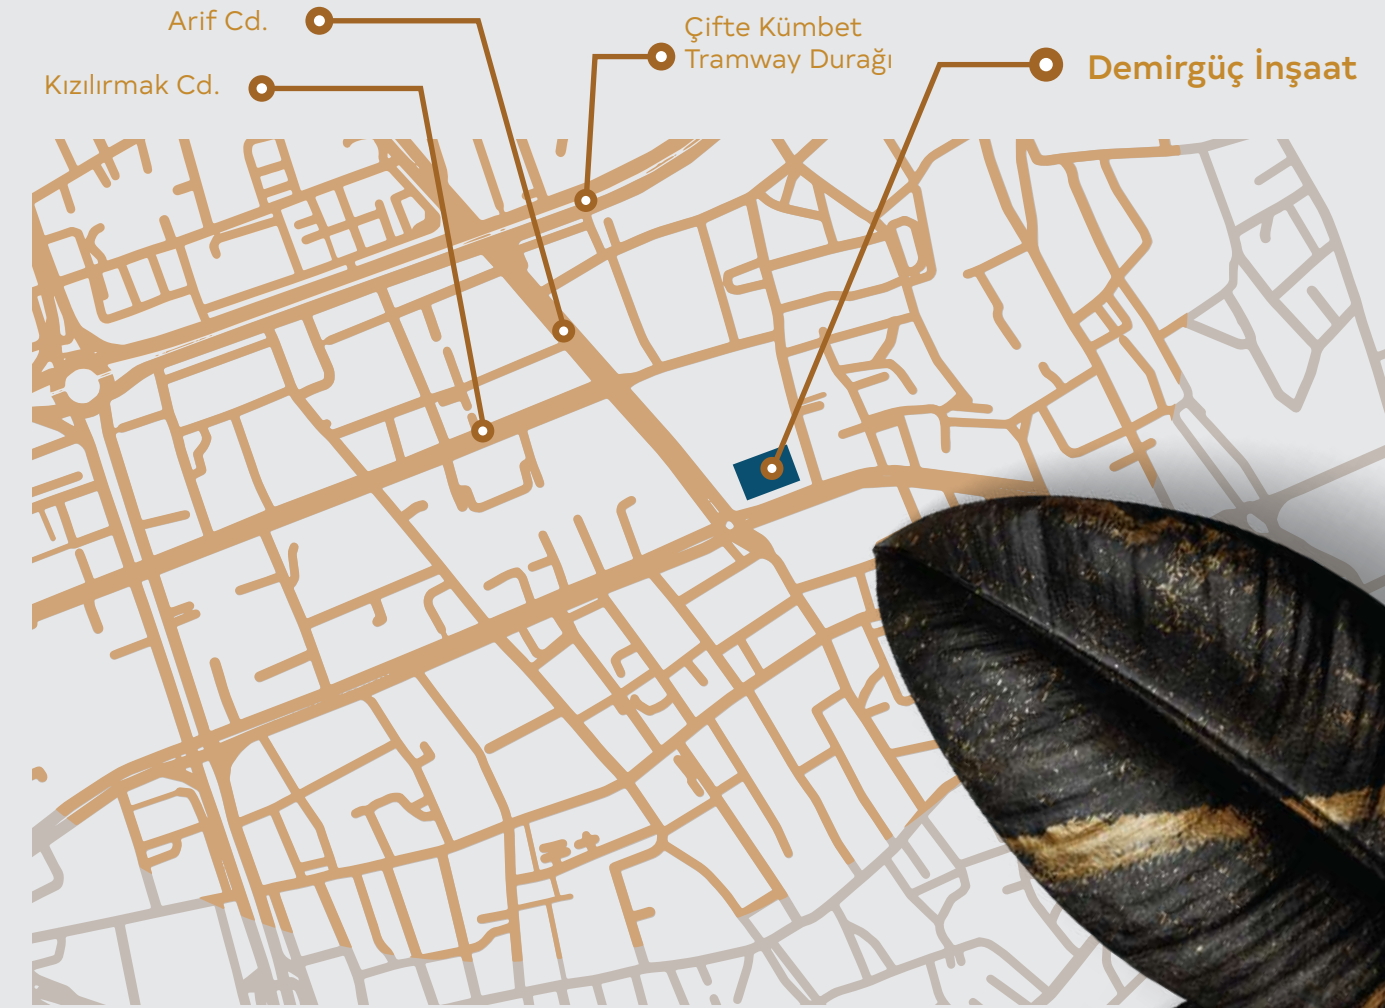 Arif Cd.
Kızılırmak Cd.
Çifte Kümbet
Tramway Durağı
Demirgüç İnşaat